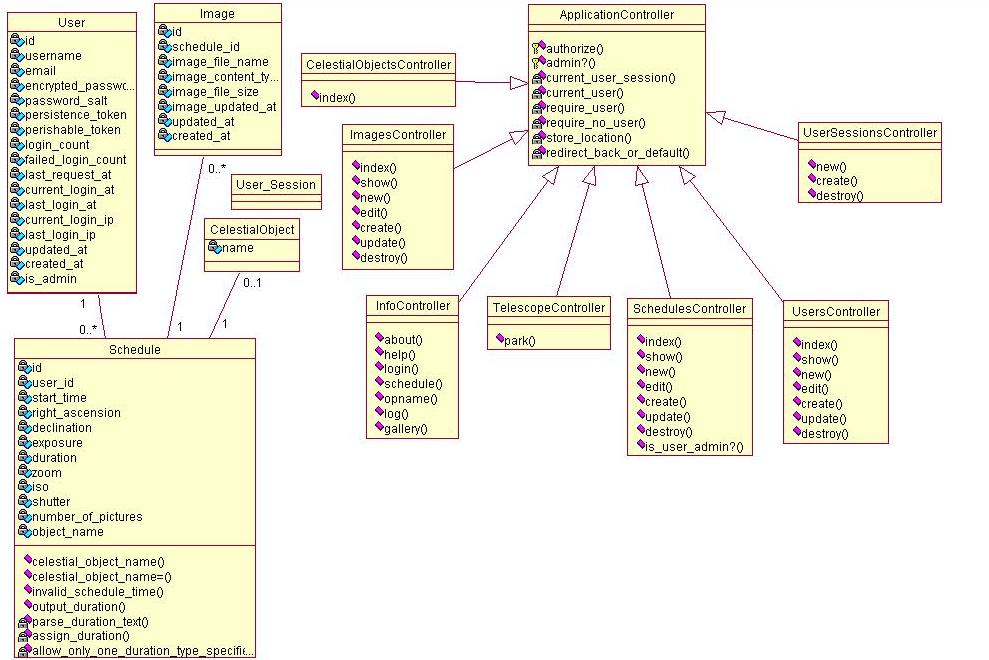 User
id
username
email
encrypted_passwo...
password_salt
persistence_token
perishable_token
login_count
failed_login_count
last_request_at
current_login_at
last_login_at
current_login_ip
last_login_ip
updated_at
created_at
is_admin
Image
id
schedule_id
image_file_name
image_content_ty...
image_file_size
image_updated_at
updated_at
created_at
0..*
User_Session
CelestialObject
name
0..1
1
0..*
1
1
Schedule
id
user_id
start_time
right_ascension
declination
exposure
duration
zoom
iso
shutter
number_of_pictures
object_name
celestial_object_name()
celestial_object_name=()
invalid_schedule_time()
output_duration()
parse_duration_text()
assign_duration()
allow_only_one_duration_type_specifie...
CelestialObjectsController
index()
ImagesController
index()
show()
new()
edit()
create()
update()
destroy()
ApplicationController
authorize()
admin?()
current_user_session()
current_user()
require_user()
require_no_user()
store_location()
redirect_back_or_default()
UserSessionsController
new()
create()
destroy()
InfoController
about()
help()
login()
schedule()
opname()
log()
gallery()
TelescopeController
park()
SchedulesController
index()
show()
new()
edit()
create()
update()
destroy()
is_user_admin?()
UsersController
index()
show()
new()
edit()
create()
update()
destroy()